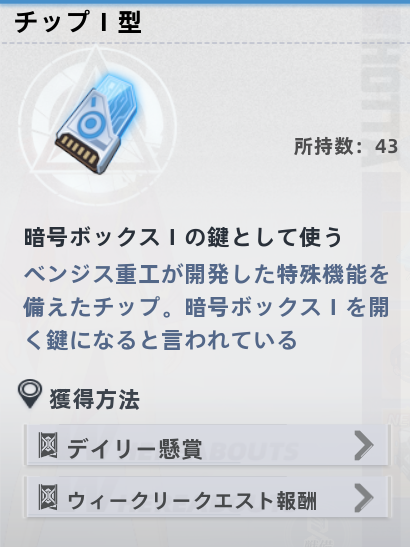 チップⅠ型
所持数：43
暗号ボックスⅠの鍵として使う
ベンジス重工が開発した特殊機能を
備えたチップ。暗号ボックスⅠを開
く鍵になると言われている
獲得方法
デイリー懸賞
ウィークリークエスト報酬